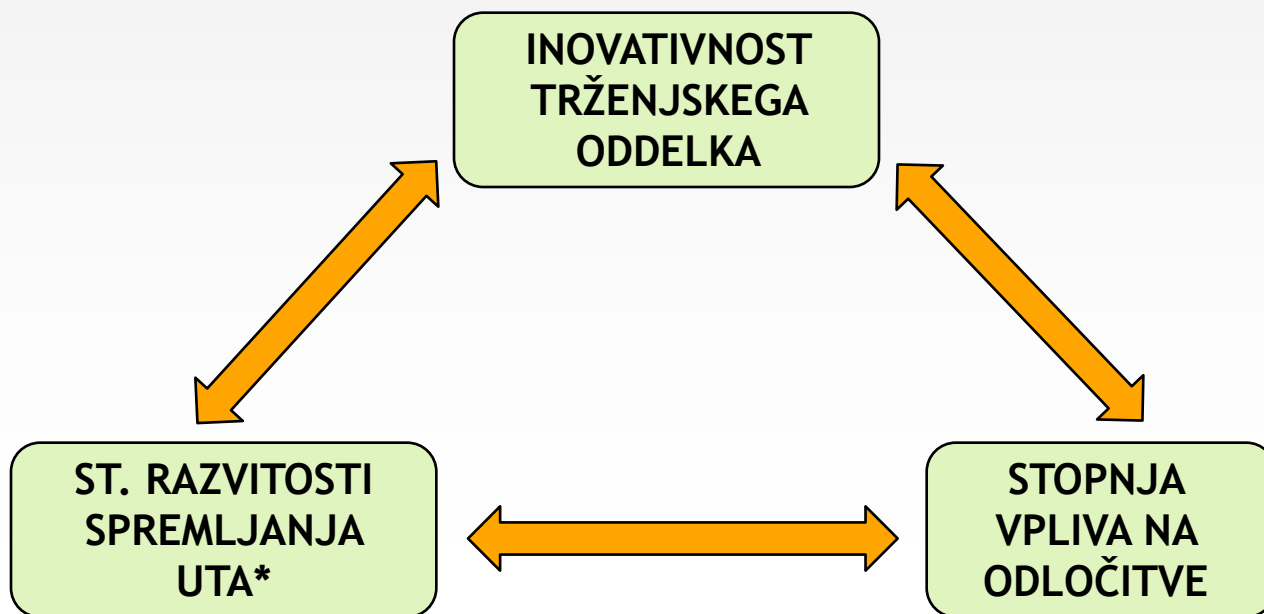 INOVATIVNOST
TRŽENJSKEGA
ODDELKA
ST. RAZVITOSTI
SPREMLJANJA
UTA*
STOPNJA
VPLIVA NA
ODLOČITVE